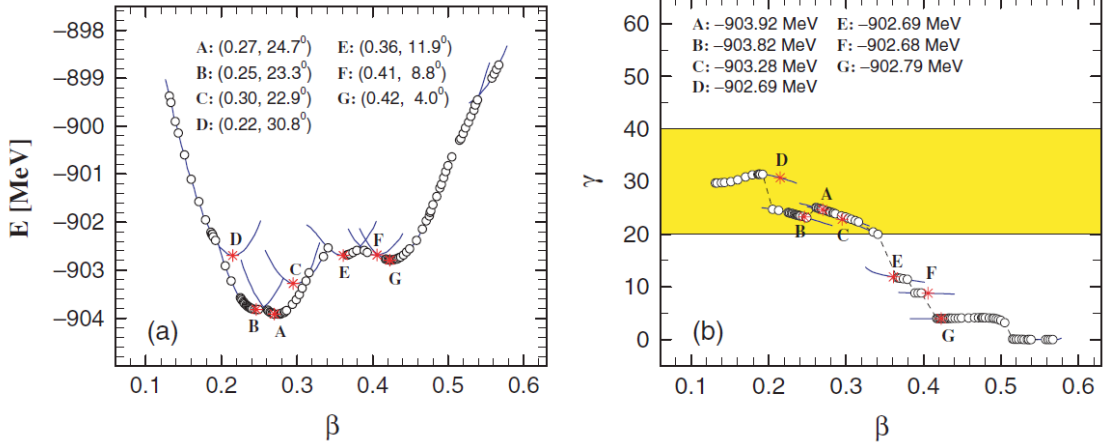 A: (0.27, 24.7⁰) E: (0.36, 11.9⁰)
B: (0.25, 23.3⁰) F: (0.41, 8.8⁰)
C: (0.30, 22.9⁰) G: (0.42, 4.0⁰)
D: (0.22, 30.8⁰)
−898
−899
−900
−901
−902
−903
−904
E [MeV]
D
C
B
A
E
F
G
(a)
0.1 0.2 0.3 0.4 0.5 0.6
β
A: −903.92 MeV E: −902.69 MeV
B: −903.82 MeV F: −902.68 MeV
C: −903.28 MeV G: −902.79 MeV
D: −902.69 MeV
60
50
40
30
20
10
0
γ
D
A
B
C
E
F
G
(b)
0.1 0.2 0.3 0.4 0.5 0.6
β